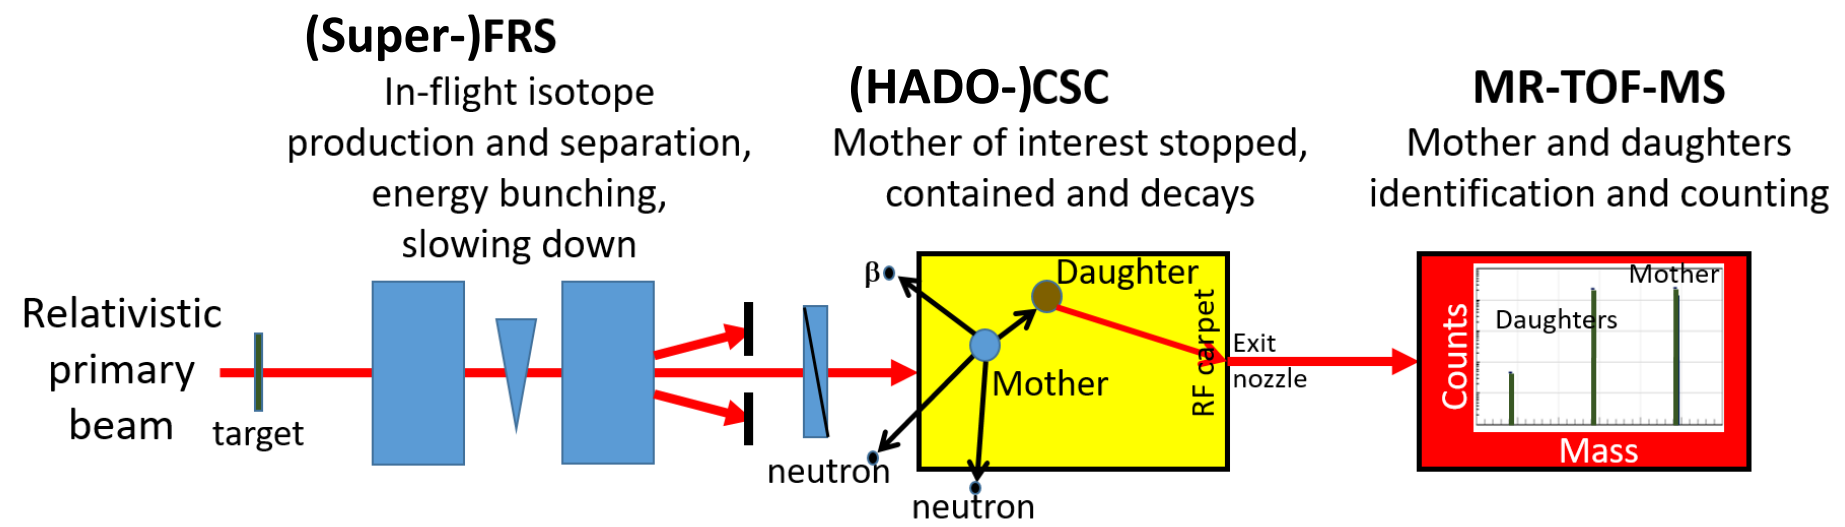 (Super-)FRS
In-flight isotope
production and separation,
energy bunching,
slowing down
(HADO-)CSC
Mother of interest stopped,
contained and decays
MR-TOF-MS
Mother and daughters
identification and counting
Relativistic
primary
beam
target
β
neutron
neutron
Daughter
Mother
RF carpet
Exit
nozzle
Counts
Mother
Daughters
Mass